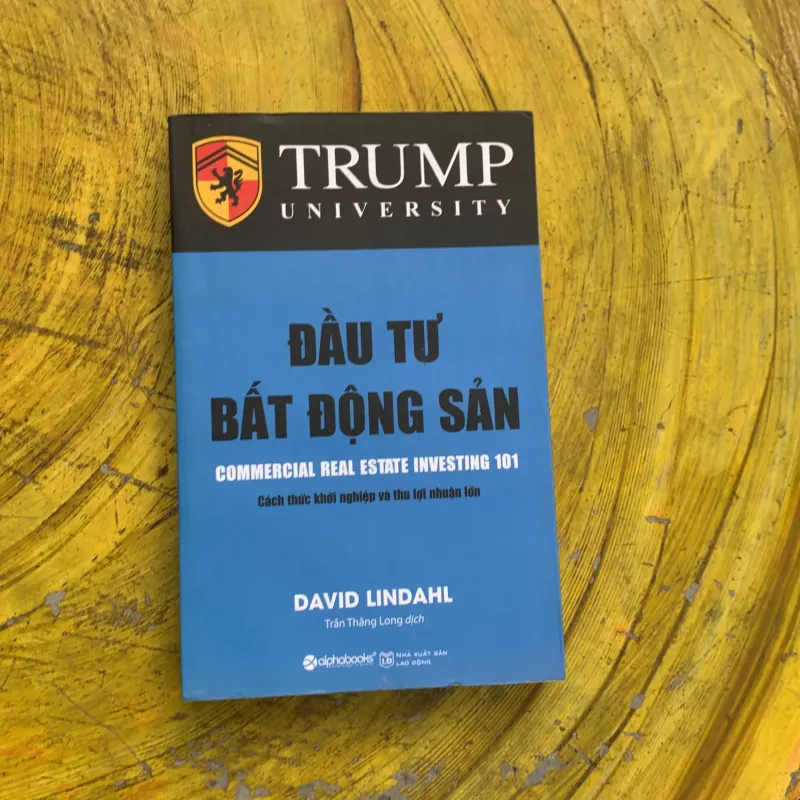 TRUMP
UNIVERSITY
ĐẦU TƯ
BẤT ĐỘNG SẢN
COMMERCIAL REAL ESTATE INVESTING 101
Cách thức khởi nghiệp và thu lợi nhuận lớn
DAVID LINDAHL
Trần Thăng Long dịch
alphabooks®
LĐ NHÀ XUẤT BẢN
LAO ĐỘNG